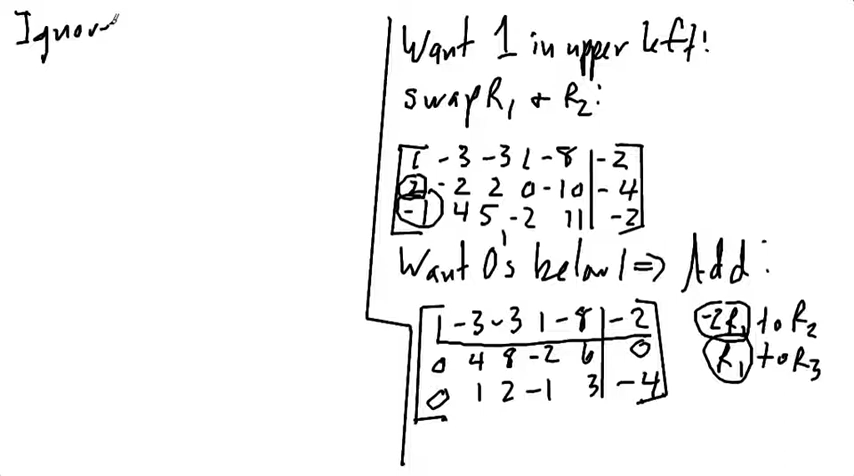 Ignor
Want 1 in upper left:
swap R1 + R2:
1 -3 -3 1 -8 | -2
2 -2 2 0 -10 | -4
-1 4 5 -2 11 | -2
Want 0's below 1 => Add:
1 -3 -3 1 -8 | -2 -2R1 to R2
0 4 8 -2 6 | 0 R1 to R3
0 1 2 -1 3 | -4